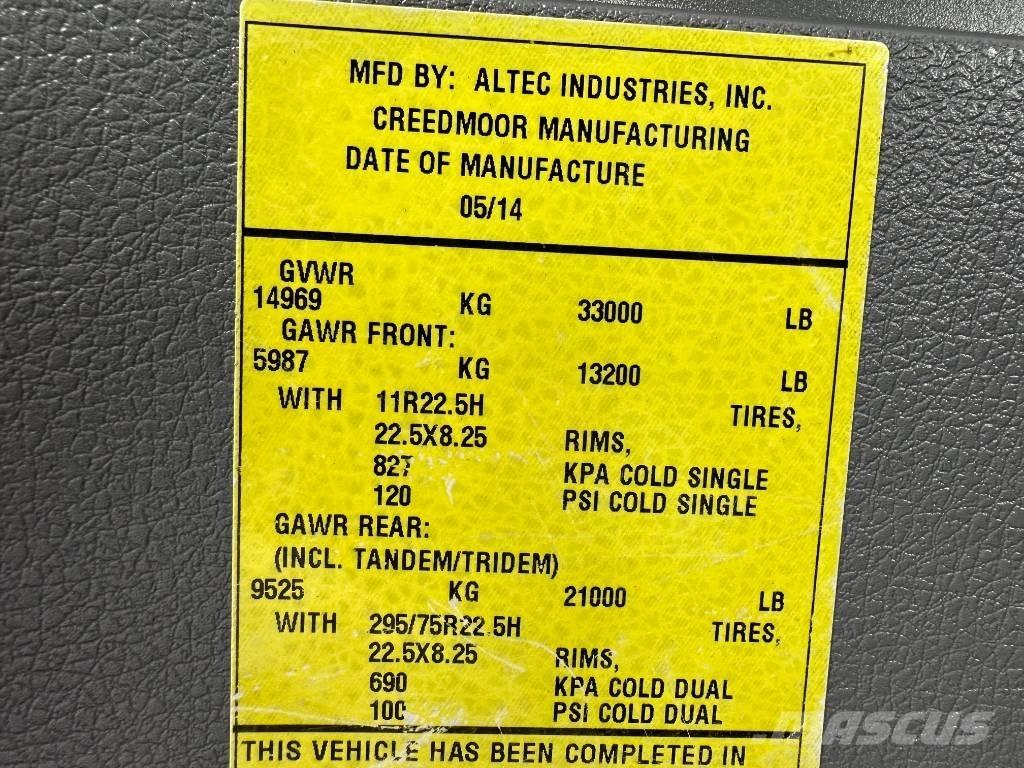 MFD BY: ALTEC INDUSTRIES, INC.
CREEDMOOR MANUFACTURING
DATE OF MANUFACTURE
05/14
GVWR
14969 KG 33000 LB
GAWR FRONT:
5987 KG 13200 LB
WITH 11R22.5H TIRES,
22.5X8.25 RIMS,
827 KPA COLD SINGLE
120 PSI COLD SINGLE
GAWR REAR:
(INCL. TANDEM/TRIDEM)
9525 KG 21000 LB
WITH 295/75R22.5H TIRES,
22.5X8.25 RIMS,
690 KPA COLD DUAL
100 PSI COLD DUAL
THIS VEHICLE HAS BEEN COMPLETED IN
MASCUS